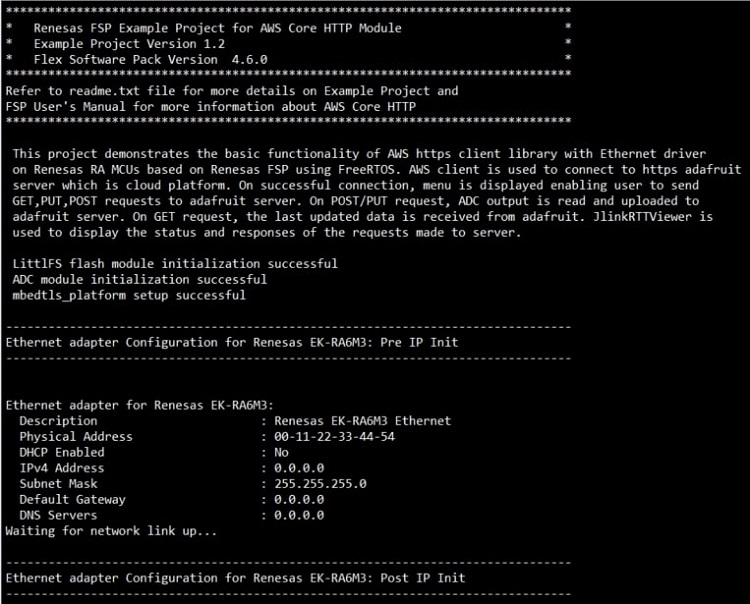 ********************************************************************************
*   Renesas FSP Example Project for AWS Core HTTP Module                       *
*   Example Project Version 1.2                                                *
*   Flex Software Pack Version  4.6.0                                          *
********************************************************************************
Refer to readme.txt file for more details on Example Project and
FSP User's Manual for more information about AWS Core HTTP
********************************************************************************
This project demonstrates the basic functionality of AWS https client library with Ethernet driver
on Renesas RA MCUs based on Renesas FSP using FreeRTOS. AWS client is used to connect to https adafruit
server which is cloud platform. On successful connection, menu is displayed enabling user to send
GET,PUT,POST requests to adafruit server. On POST/PUT request, ADC output is read and uploaded to
adafruit server. On GET request, the last updated data is received from adafruit. JlinkRTTViewer is
used to display the status and responses of the requests made to server.
LittlFS flash module initialization successful
ADC module initialization successful
mbedtls_platform setup successful
--------------------------------------------------------------------------------
Ethernet adapter Configuration for Renesas EK-RA6M3: Pre IP Init
--------------------------------------------------------------------------------
Ethernet adapter for Renesas EK-RA6M3:
  Description                       : Renesas EK-RA6M3 Ethernet
  Physical Address                  : 00-11-22-33-44-54
  DHCP Enabled                      : No
  IPv4 Address                      : 0.0.0.0
  Subnet Mask                       : 255.255.255.0
  Default Gateway                   : 0.0.0.0
  DNS Servers                       : 0.0.0.0
Waiting for network link up...
--------------------------------------------------------------------------------
Ethernet adapter Configuration for Renesas EK-RA6M3: Post IP Init
--------------------------------------------------------------------------------